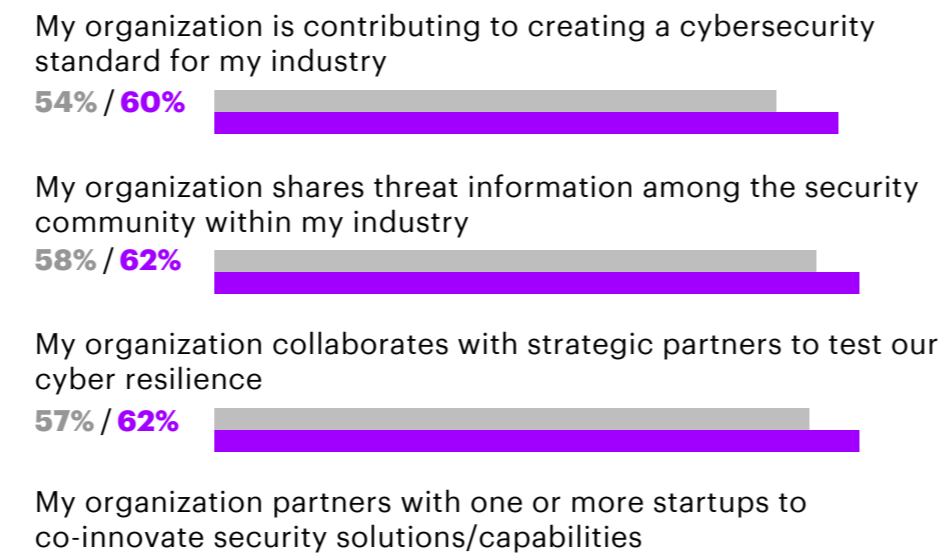 My organization is contributing to creating a cybersecurity
standard for my industry
54% / 60%
My organization shares threat information among the security
community within my industry
58% / 62%
My organization collaborates with strategic partners to test our
cyber resilience
57% / 62%
My organization partners with one or more startups to
co-innovate security solutions/capabilities